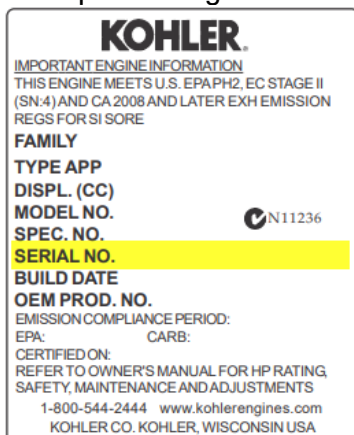 KOHLER.
IMPORTANT ENGINE INFORMATION
THIS ENGINE MEETS U.S. EPA PH2, EC STAGE II
(SN:4) AND CA 2008 AND LATER EXH EMISSION
REGS FOR SI SORE
FAMILY
TYPE APP
DISPL. (CC)
MODEL NO.
N11236
SPEC. NO.
SERIAL NO.
BUILD DATE
OEM PROD. NO.
EMISSION COMPLIANCE PERIOD:
EPA: CARB:
CERTIFIED ON:
REFER TO OWNER'S MANUAL FOR HP RATING,
SAFETY, MAINTENANCE AND ADJUSTMENTS
1-800-544-2444 www.kohlerengines.com
KOHLER CO. KOHLER, WISCONSIN USA